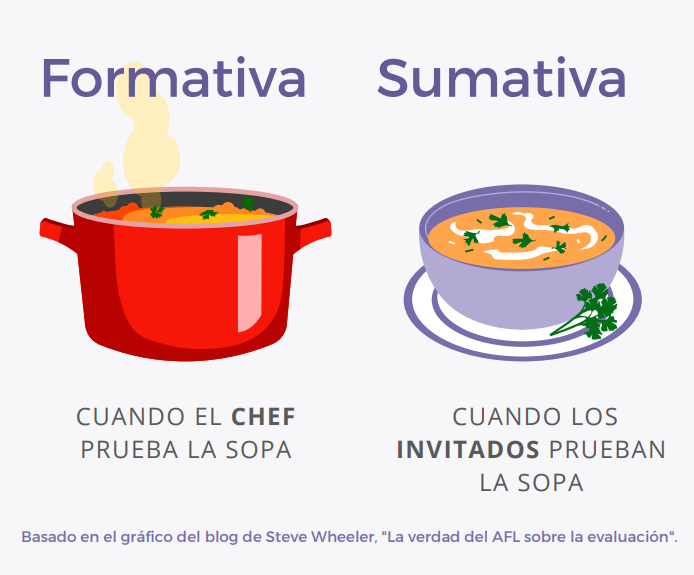 Formativa
Sumativa
CUANDO EL CHEF
PRUEBA LA SOPA
CUANDO LOS
INVITADOS PRUEBAN
LA SOPA
Basado en el gráfico del blog de Steve Wheeler, "La verdad del AFL sobre la evaluación".